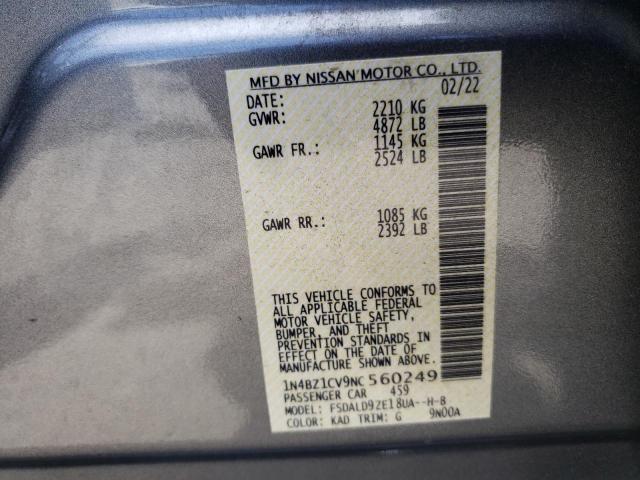 MFD BY NISSAN MOTOR CO., LTD.
DATE: 02/22
GVWR: 2210 KG
4872 LB
GAWR FR.: 1145 KG
2524 LB
GAWR RR.: 1085 KG
2392 LB
THIS VEHICLE CONFORMS TO
ALL APPLICABLE FEDERAL
MOTOR VEHICLE SAFETY,
BUMPER, AND THEFT
PREVENTION STANDARDS IN
EFFECT ON THE DATE OF
MANUFACTURE SHOWN ABOVE.
1N4BZ1CV9NC 560249
PASSENGER CAR 459
MODEL: FSDALD9ZE18UA--H-B
COLOR: KAD TRIM: G 9N00A